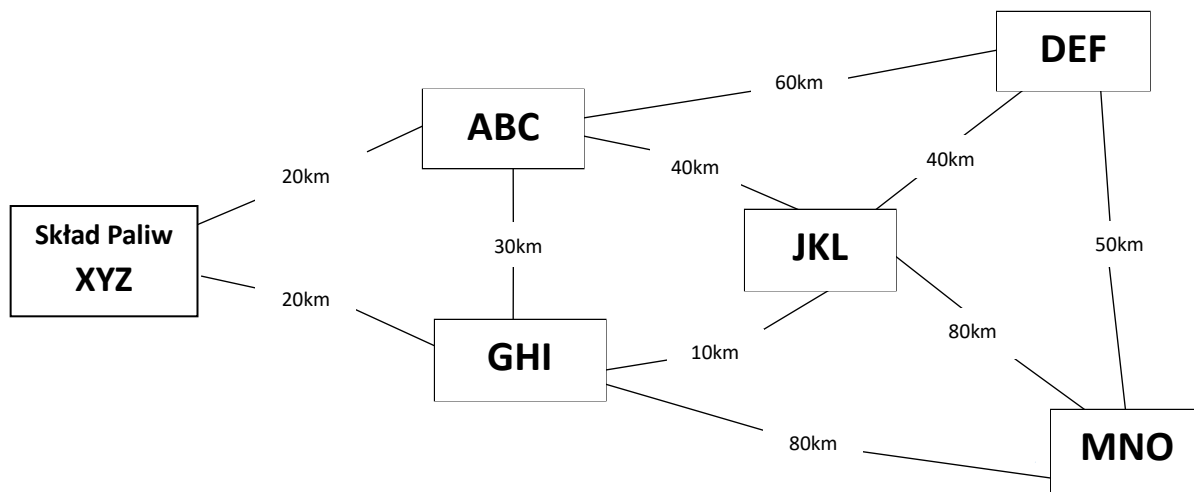 DEF
60km
ABC
20km
40km
40km
Skład Paliw
XYZ
30km
JKL
50km
20km
GHI
10km
80km
80km
MNO